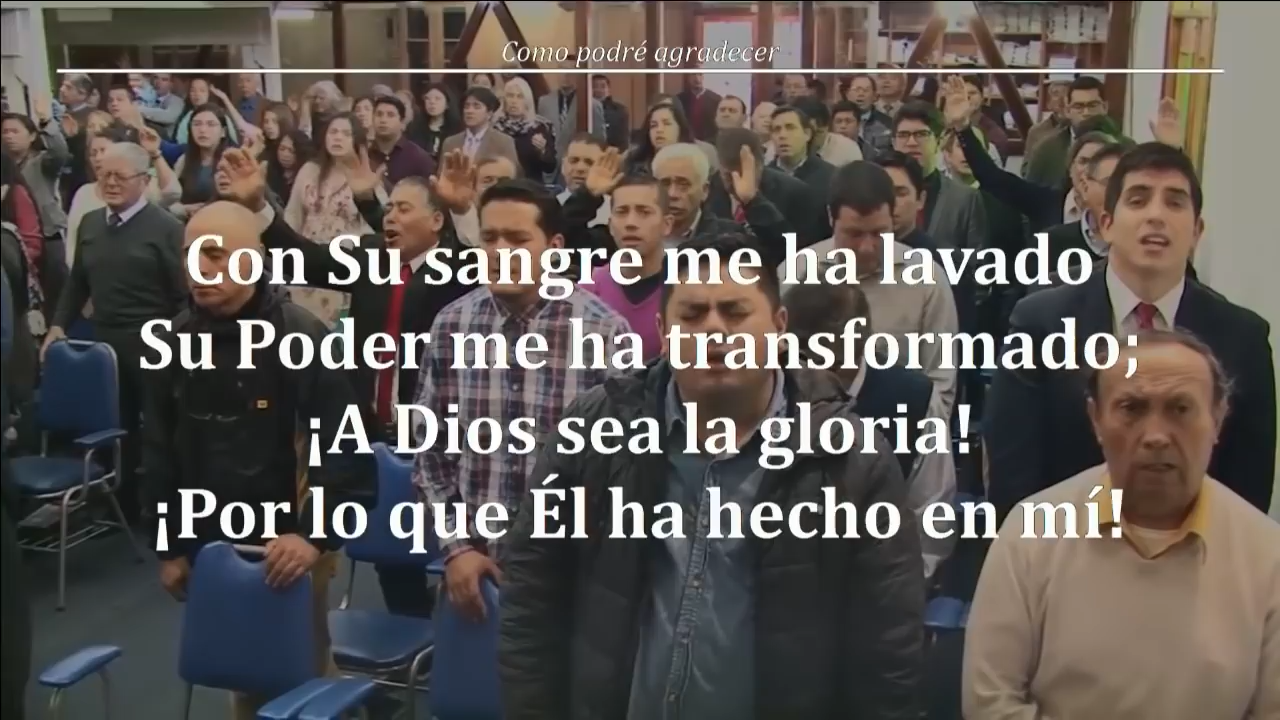 Como podré agradecer
Con Su sangre me ha lavado
Su Poder me ha transformado;
¡A Dios sea la gloria!
¡Por lo que Él ha hecho en mí!